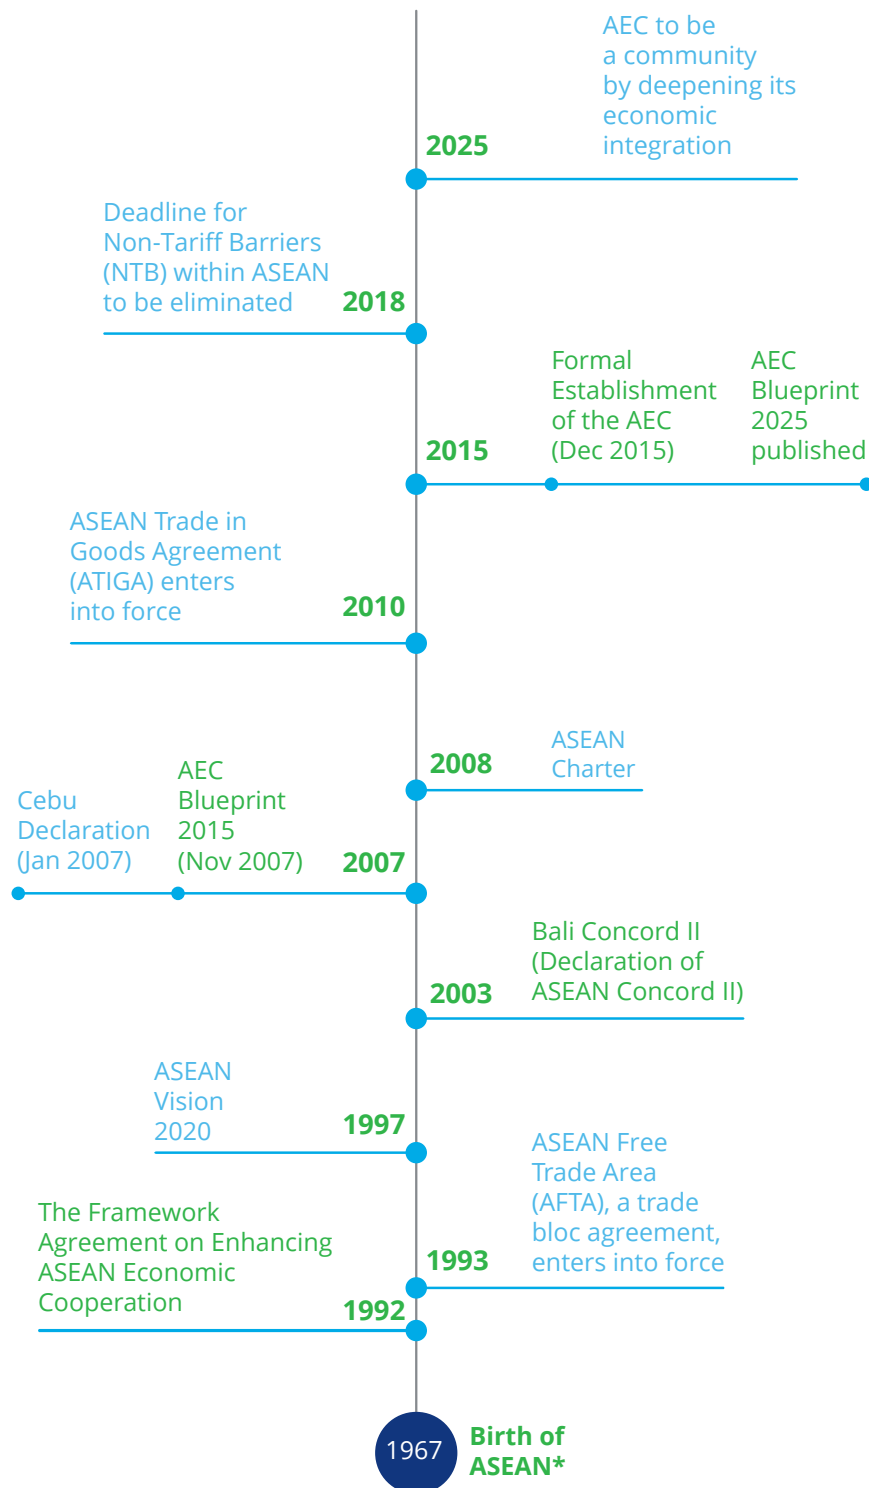 AEC to be
a community
by deepening its
economic
integration
2025
Deadline for
Non-Tariff Barriers
(NTB) within ASEAN
to be eliminated
2018
Formal
Establishment
of the AEC
(Dec 2015)
AEC
Blueprint
2025
published
2015
ASEAN Trade in
Goods Agreement
(ATIGA) enters
into force
2010
ASEAN
Charter
2008
Cebu
Declaration
(Jan 2007)
AEC
Blueprint
2015
(Nov 2007)
2007
Bali Concord II
(Declaration of
ASEAN Concord II)
2003
ASEAN
Vision
2020
1997
ASEAN Free
Trade Area
(AFTA), a trade
bloc agreement,
enters into force
1993
The Framework
Agreement on Enhancing
ASEAN Economic
Cooperation
1992
1967
Birth of
ASEAN*